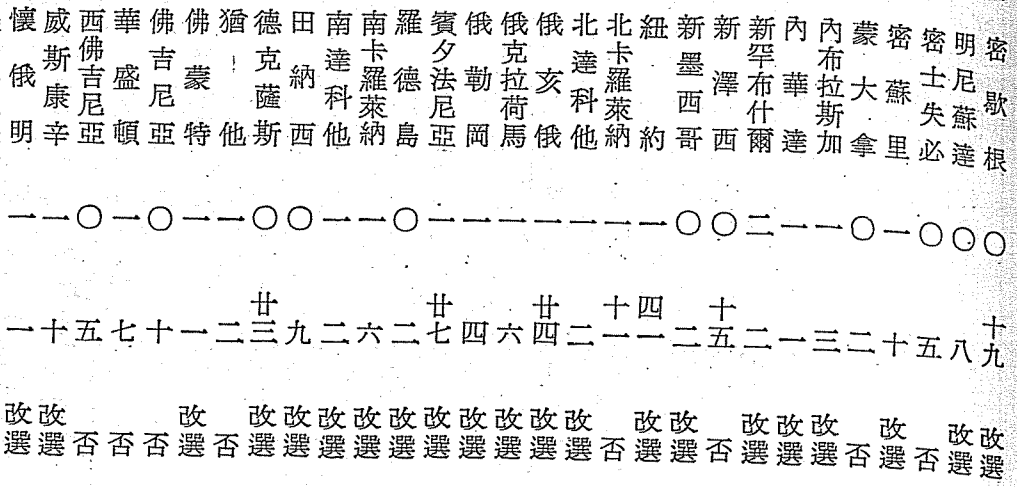 密歇根 〇 十九 改選
明尼蘇達 〇 八 改選
密士失必 〇 五 否
密蘇里 一 十 改選
蒙大拿 〇 二 否
內布拉斯加 一 三 改選
內華達 一 一 改選
新罕布什爾 二 二 改選
新澤西 〇 十五 否
新墨西哥 〇 二 改選
紐約 一 四一 改選
北卡羅萊納 一 十一 否
北達科他 一 二 改選
俄亥俄 一 廿四 改選
俄克拉荷馬 一 六 改選
俄勒岡 一 四 改選
賓夕法尼亞 一 廿七 改選
羅德島 〇 二 改選
南卡羅萊納 一 六 改選
南達科他 一 二 改選
田納西 〇 九 改選
德克薩斯 〇 廿三 改選
猶他 一 二 否
佛蒙特 一 一 改選
佛吉尼亞 〇 十 否
華盛頓 一 七 否
西佛吉尼亞 〇 五 否
威斯康辛 一 十 改選
懷俄明 一 一 改選